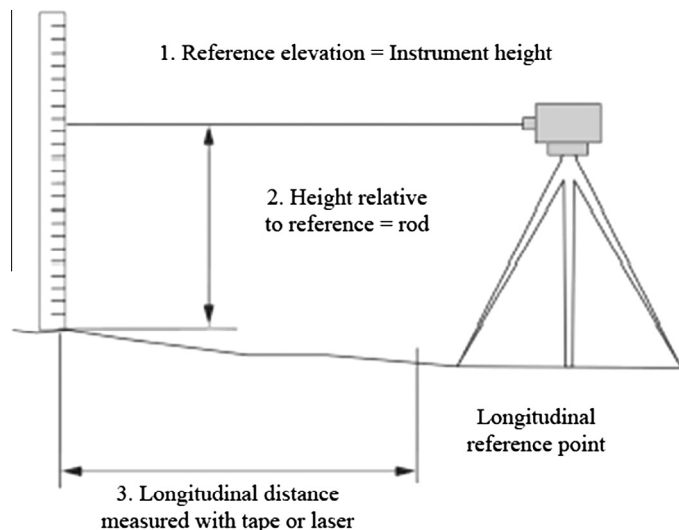 1. Reference elevation = Instrument height
2. Height relative
to reference = rod
Longitudinal
reference point
3. Longitudinal distance
measured with tape or laser